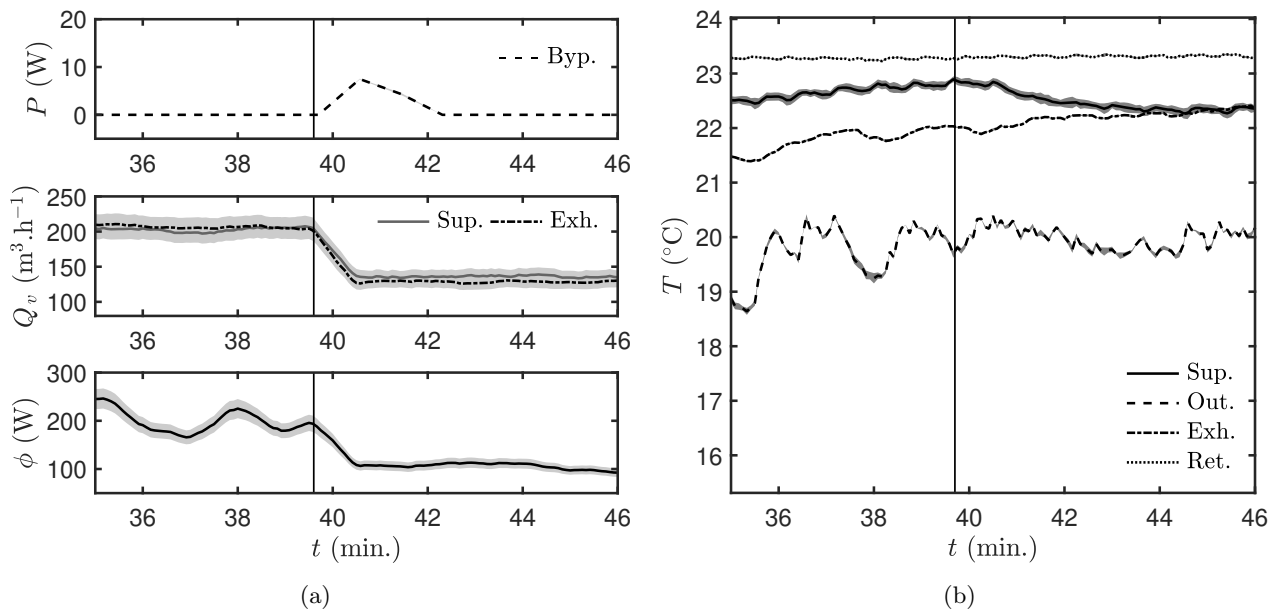 20
10
0
P (W)
Byp.
36 38 40 42 44 46
250
200
150
100
Q_v (m³.h⁻¹)
Sup. Exh.
36 38 40 42 44 46
300
200
100
ϕ (W)
36 38 40 42 44 46
t (min.)
(a)
24
23
22
21
20
19
18
17
16
T (°C)
Sup.
Out.
Exh.
Ret.
36 38 40 42 44 46
t (min.)
(b)